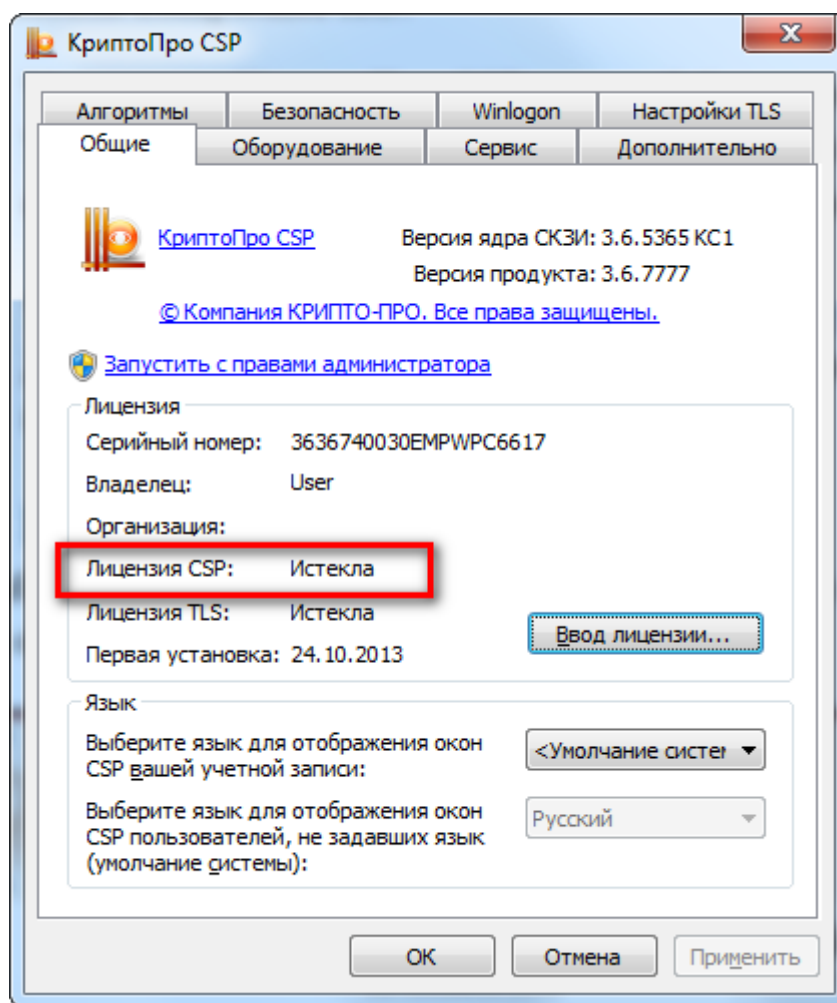 КриптоПро CSP
Алгоритмы Безопасность Winlogon Настройки TLS
Общие Оборудование Сервис Дополнительно
КриптоПро CSP Версия ядра СКЗИ: 3.6.5365 КС1
Версия продукта: 3.6.7777
© Компания КРИПТО-ПРО. Все права защищены.
Запустить с правами администратора
Лицензия
Серийный номер: 3636740030EMPWPC6617
Владелец: User
Организация:
Лицензия CSP: Истекла
Лицензия TLS: Истекла
Ввод лицензии...
Первая установка: 24.10.2013
Язык
Выберите язык для отображения окон
CSP вашей учетной записи:
<Умолчание систег
Выберите язык для отображения окон
CSP пользователей, не задавших язык
(умолчание системы):
Русский
ОК Отмена Применить